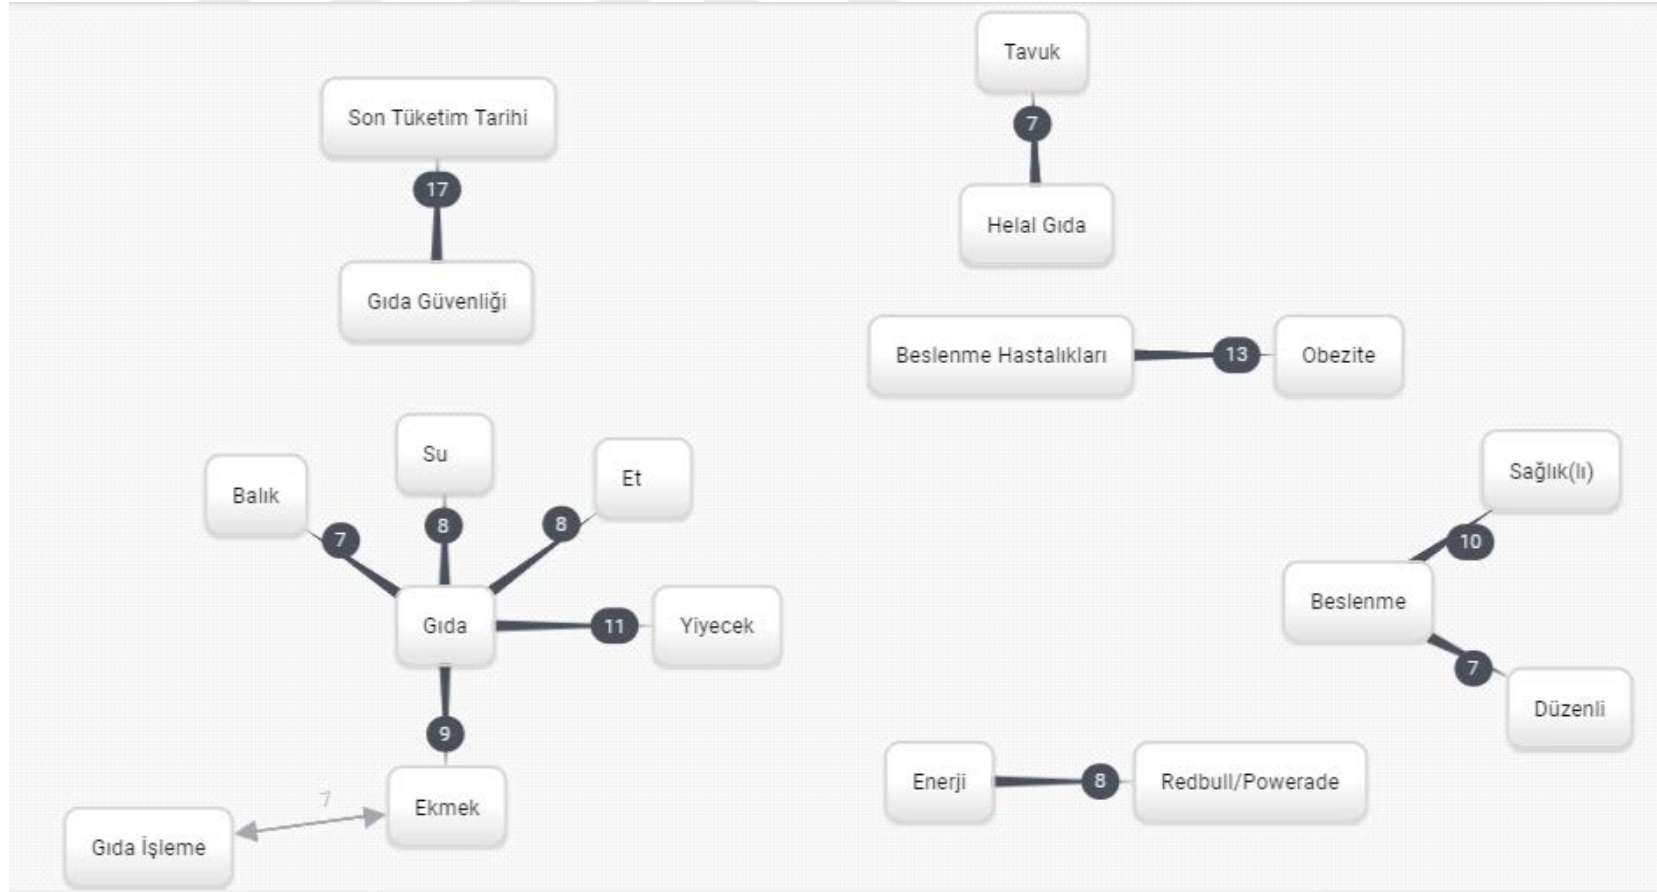 Tavuk
7
Helal Gıda
Son Tüketim Tarihi
17
Gıda Güvenliği
Beslenme Hastalıkları
13
Obezite
Balık
7
Su
8
Et
8
Gıda
11
Yiyecek
9
Ekmek
7
Gıda İşleme
Sağlık(lı)
10
Beslenme
7
Düzenli
Enerji
8
Redbull/Powerade